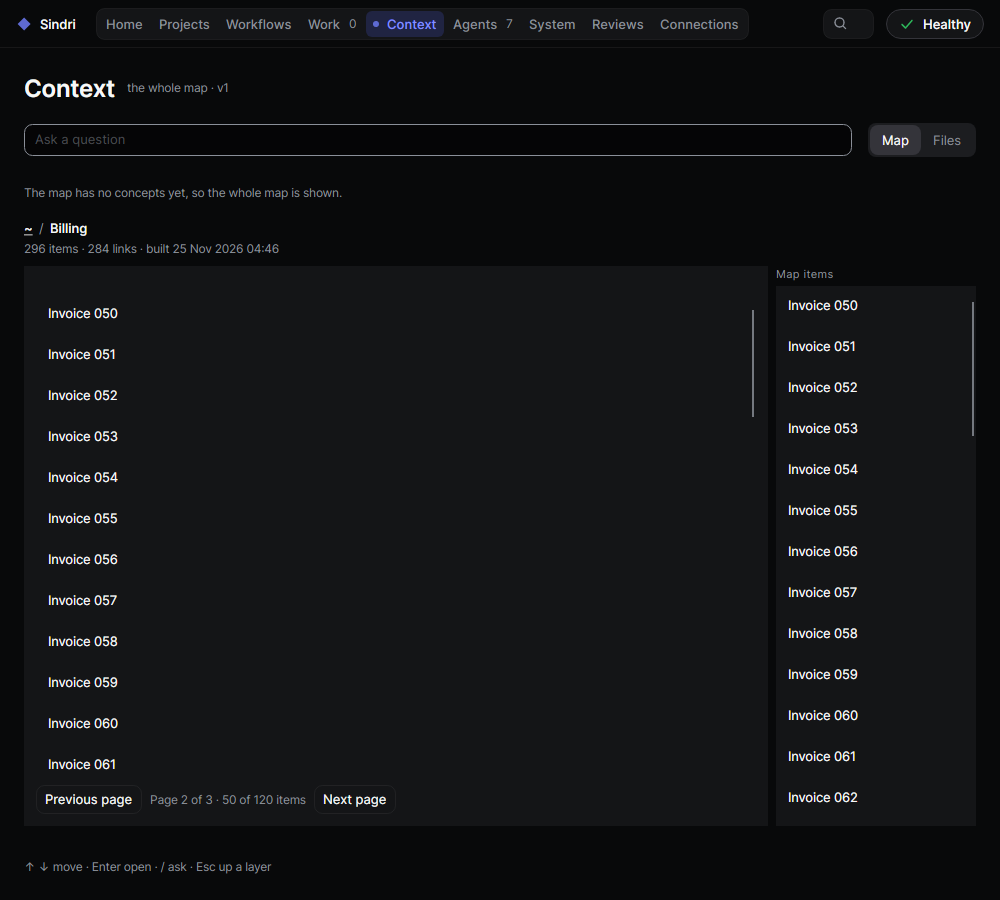 Sindri
Home Projects Workflows Work 0 Context Agents 7 System Reviews Connections
Healthy
Context the whole map · v1
Ask a question
Map Files
The map has no concepts yet, so the whole map is shown.
~ / Billing
296 items · 284 links · built 25 Nov 2026 04:46
Invoice 050
Invoice 051
Invoice 052
Invoice 053
Invoice 054
Invoice 055
Invoice 056
Invoice 057
Invoice 058
Invoice 059
Invoice 060
Invoice 061
Previous page Page 2 of 3 · 50 of 120 items Next page
Map items
Invoice 050
Invoice 051
Invoice 052
Invoice 053
Invoice 054
Invoice 055
Invoice 056
Invoice 057
Invoice 058
Invoice 059
Invoice 060
Invoice 061
Invoice 062
↑ ↓ move · Enter open · / ask · Esc up a layer